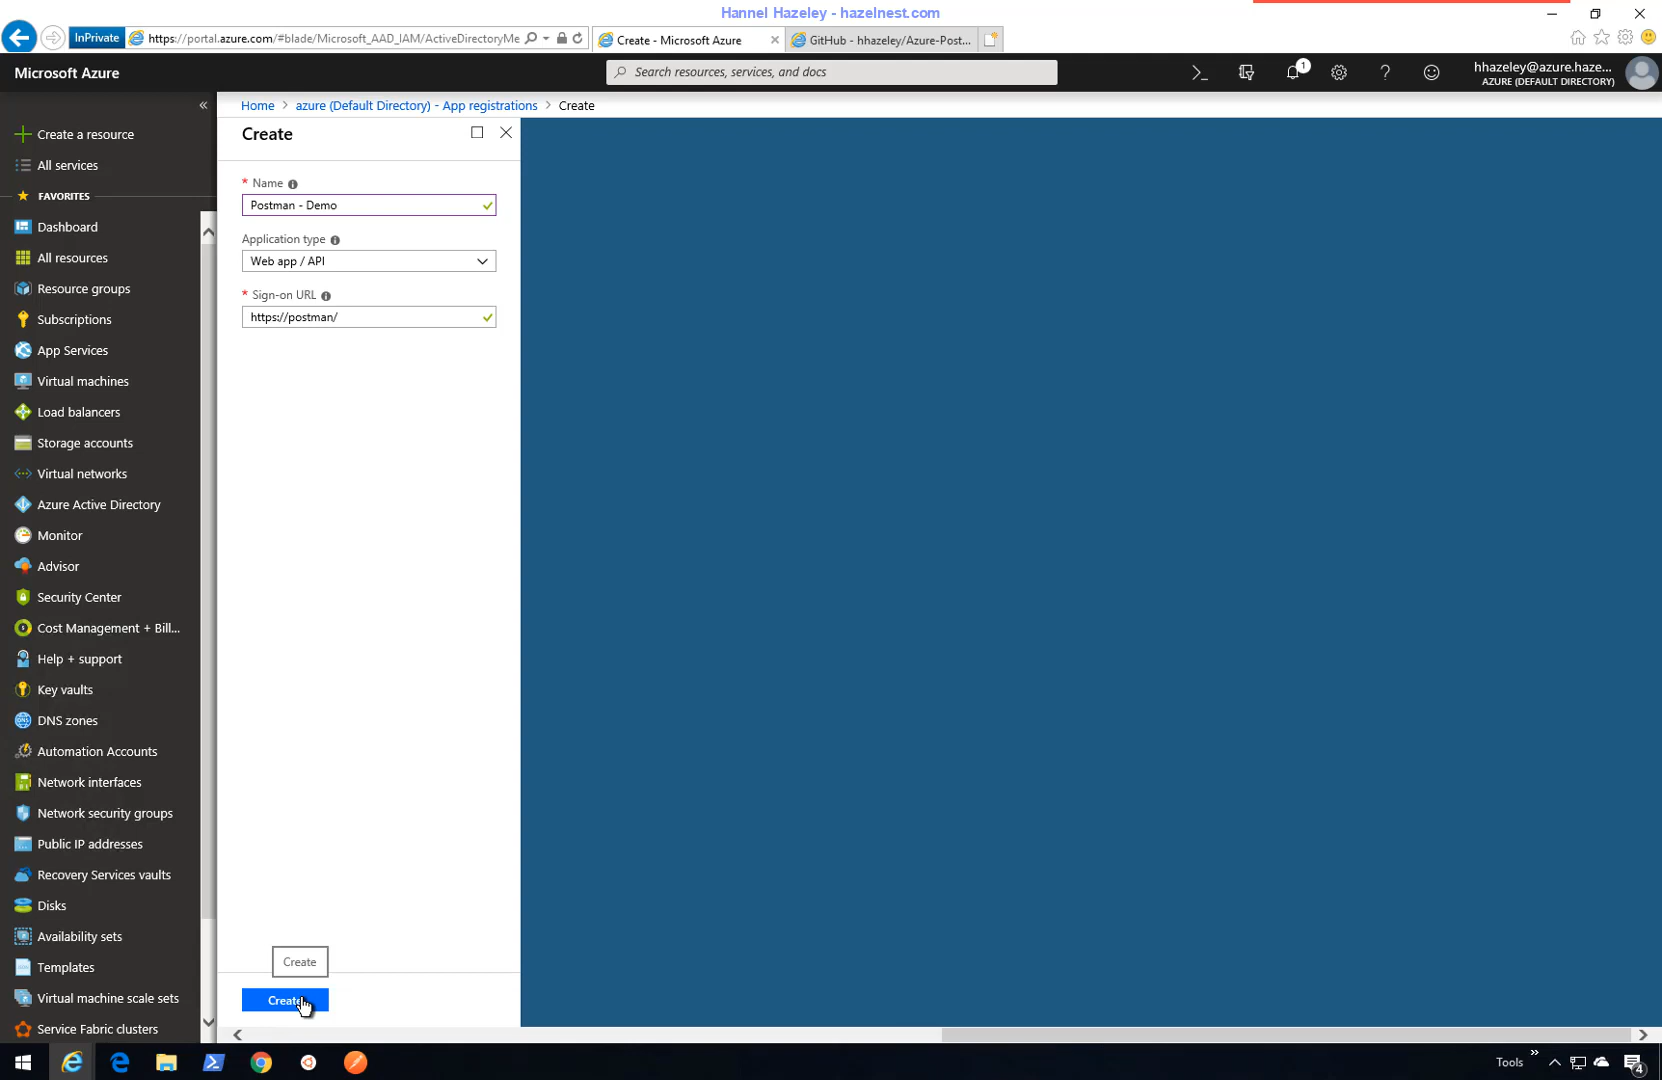 Hannel Hazeley - hazelnest.com
InPrivate
https://portal.azure.com/#blade/Microsoft_AAD_IAM/ActiveDirectoryMe
Create - Microsoft Azure
GitHub - hhazeley/Azure-Post...
Microsoft Azure
Search resources, services, and docs
1
hhazeley@azure.haze...
AZURE (DEFAULT DIRECTORY)
Home > azure (Default Directory) - App registrations > Create
Create a resource
All services
FAVORITES
Dashboard
All resources
Resource groups
Subscriptions
App Services
Virtual machines
Load balancers
Storage accounts
Virtual networks
Azure Active Directory
Monitor
Advisor
Security Center
Cost Management + Bill...
Help + support
Key vaults
DNS zones
Automation Accounts
Network interfaces
Network security groups
Public IP addresses
Recovery Services vaults
Disks
Availability sets
Templates
Virtual machine scale sets
Service Fabric clusters
Create
* Name
Postman - Demo
Application type
Web app / API
* Sign-on URL
https://postman/
Create
Create
Tools
4